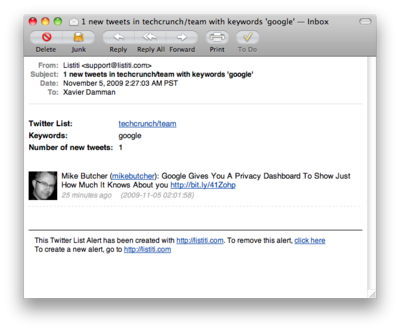 1 new tweets in techcrunch/team with keywords 'google' — Inbox
Delete Junk Reply Reply All Forward Print To Do
From: Listiti <support@listiti.com>
Subject: 1 new tweets in techcrunch/team with keywords 'google'
Date: November 5, 2009 2:27:03 AM PST
To: Xavier Damman
Twitter List: techcrunch/team
Keywords: google
Number of new tweets: 1
Mike Butcher (mikebutcher): Google Gives You A Privacy Dashboard To Show Just
How Much It Knows About you http://bit.ly/41Zohp
25 minutes ago (2009-11-05 02:01:58)
This Twitter List Alert has been created with http://listiti.com. To remove this alert, click here
To create a new alert, go to http://listiti.com